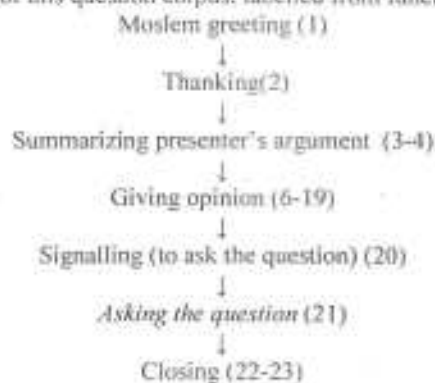 Moslem greeting (1)
↓
Thanking(2)
↓
Summarizing presenter's argument (3-4)
↓
Giving opinion (6-19)
↓
Signalling (to ask the question) (20)
↓
Asking the question (21)
↓
Closing (22-23)